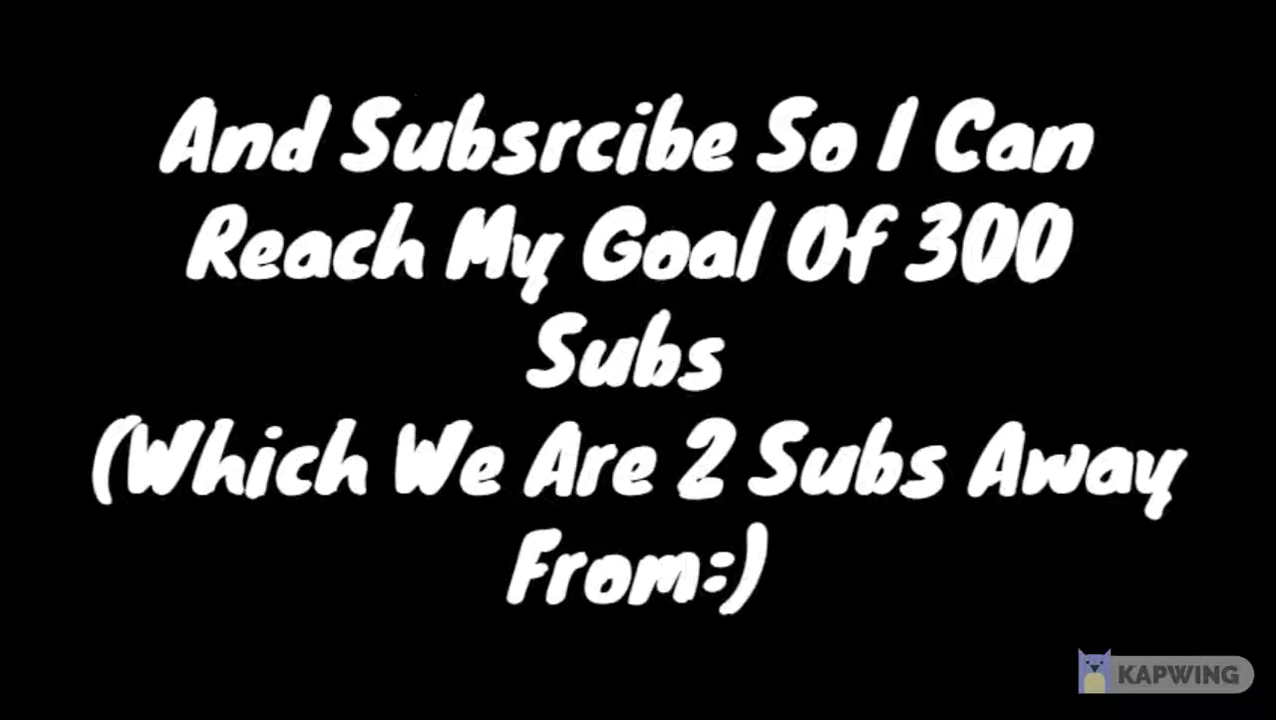 And Subsrcibe So I Can
Reach My Goal Of 300
Subs
(Which We Are 2 Subs Away
From:)
KAPWING